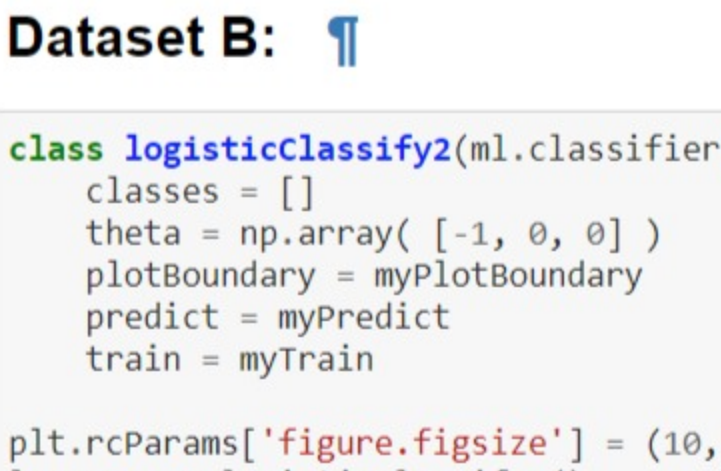 Dataset B: ¶
class logisticClassify2(ml.classifier
    classes = []
    theta = np.array( [-1, 0, 0] )
    plotBoundary = myPlotBoundary
    predict = myPredict
    train = myTrain
plt.rcParams['figure.figsize'] = (10,